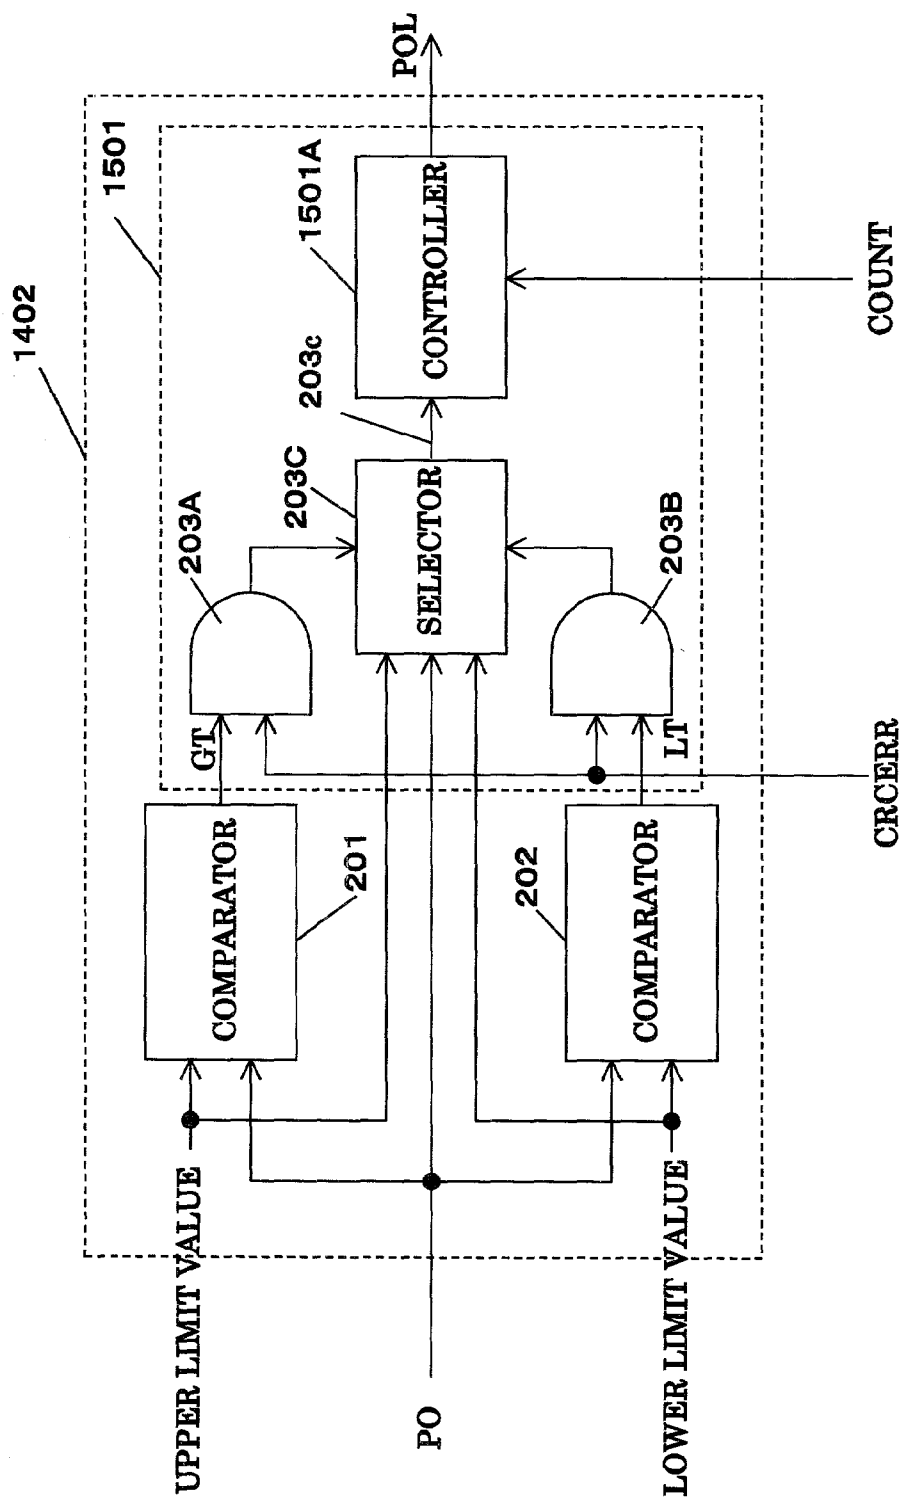 1402
1501
1501A
POL
CONTROLLER
COUNT
203c
203C
SELECTOR
203A
203B
GT
LT
CRCERR
COMPARATOR
201
COMPARATOR
202
UPPER LIMIT VALUE
PO
LOWER LIMIT VALUE